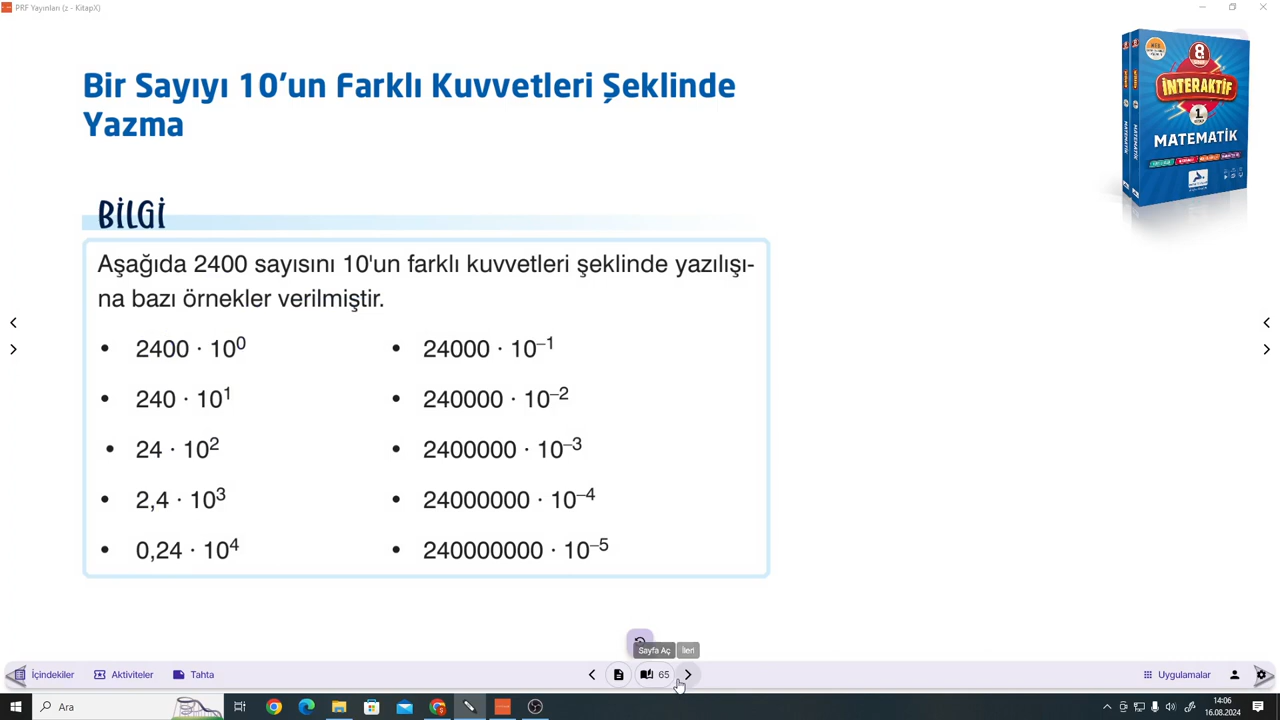 PRF Yayınları (z - KitapX)
Bir Sayıyı 10’un Farklı Kuvvetleri Şeklinde
Yazma
8.
İNTERAKTİF
1.
MATEMATİK
BİLGİ
Aşağıda 2400 sayısını 10'un farklı kuvvetleri şeklinde yazılışı-
na bazı örnekler verilmiştir.
• 2400 · 10⁰
• 240 · 10¹
• 24 · 10²
• 2,4 · 10³
• 0,24 · 10⁴
• 24000 · 10⁻¹
• 240000 · 10⁻²
• 2400000 · 10⁻³
• 24000000 · 10⁻⁴
• 240000000 · 10⁻⁵
Sayfa Aç İleri
İçindekiler Aktiviteler Tahta 65 Uygulamalar
Ara
14:06
16.08.2024